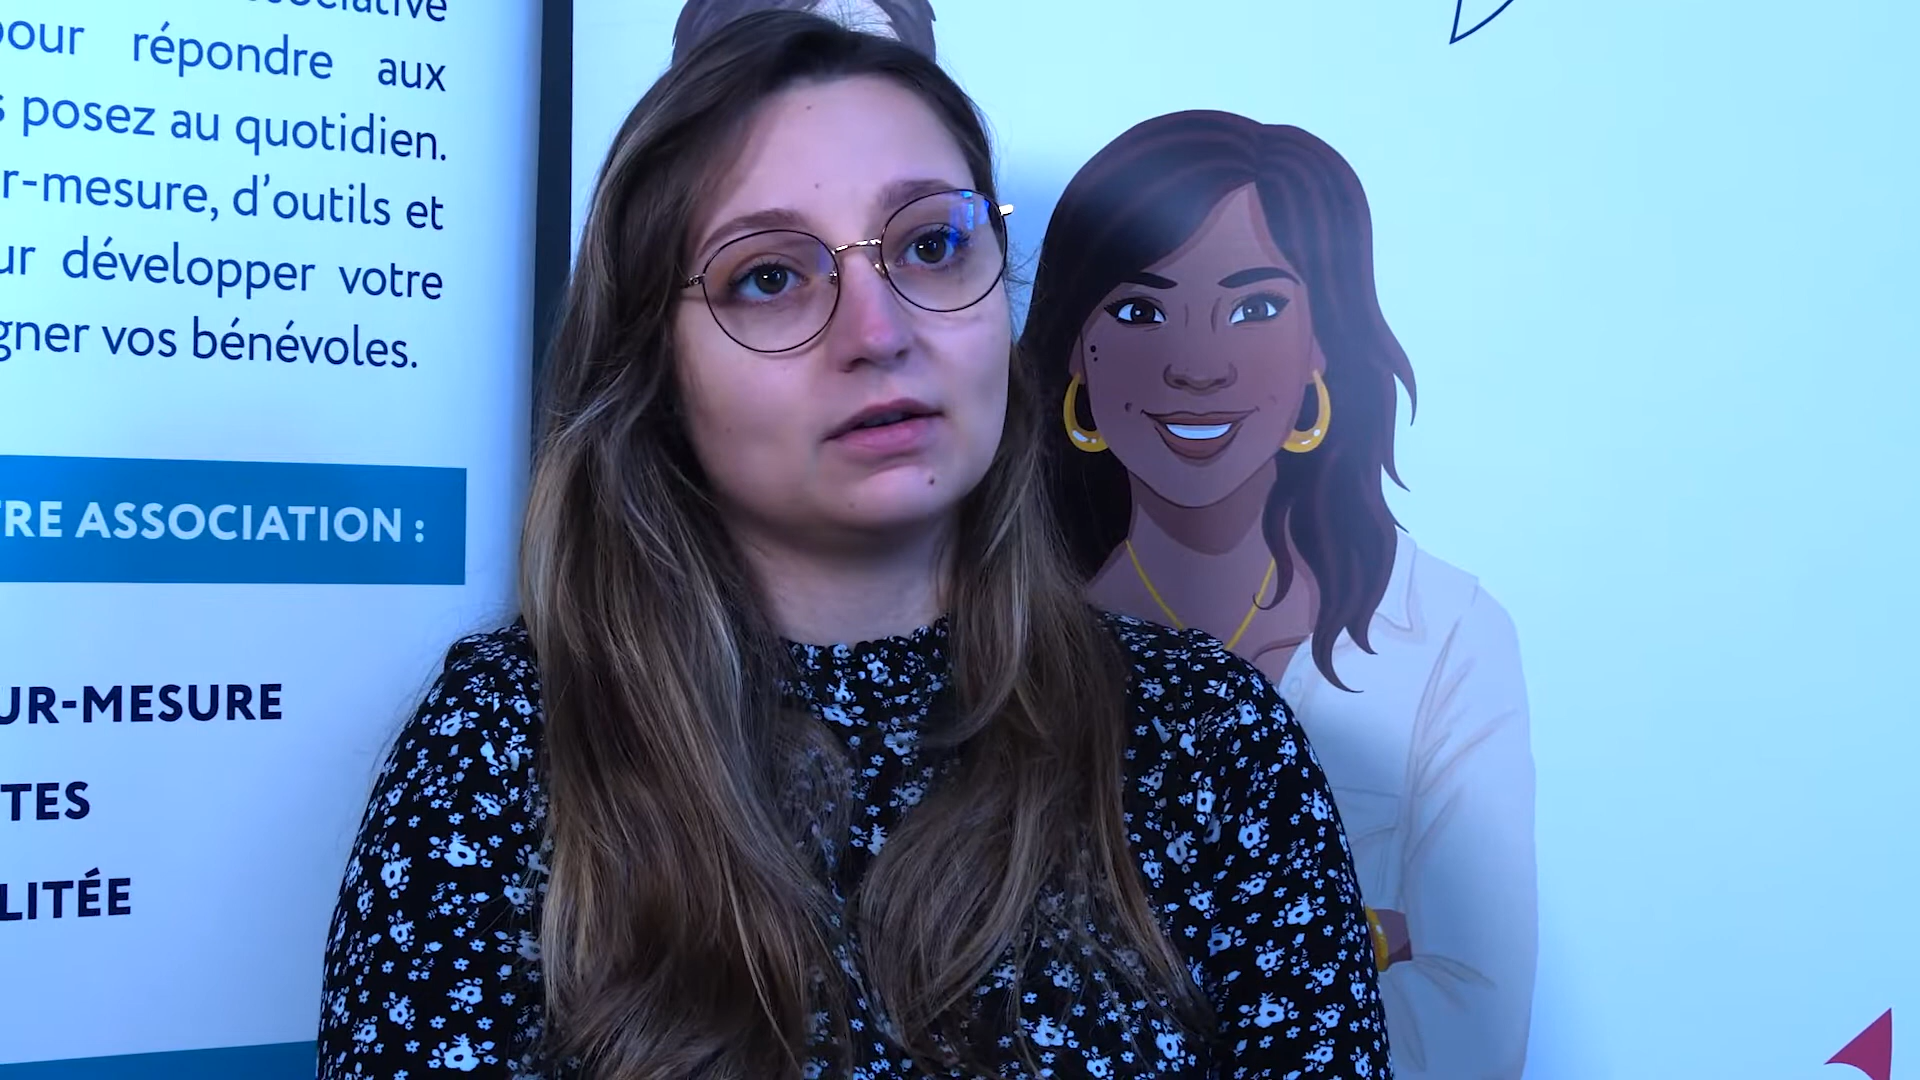 pour répondre aux
posez au quotidien.
r-mesure, d'outils et
ur développer votre
gner vos bénévoles.
TRE ASSOCIATION :
UR-MESURE
TES
LITÉE